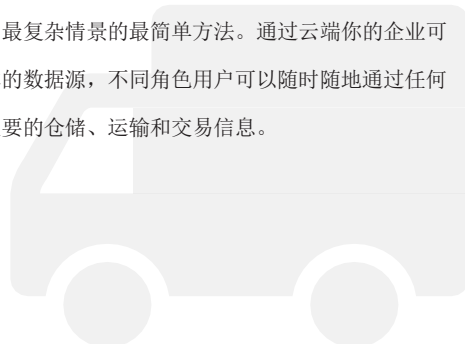 最复杂情景的最简单方法。通过云端你的企业可
的数据源，不同角色用户可以随时随地通过任何
要的仓储、运输和交易信息。